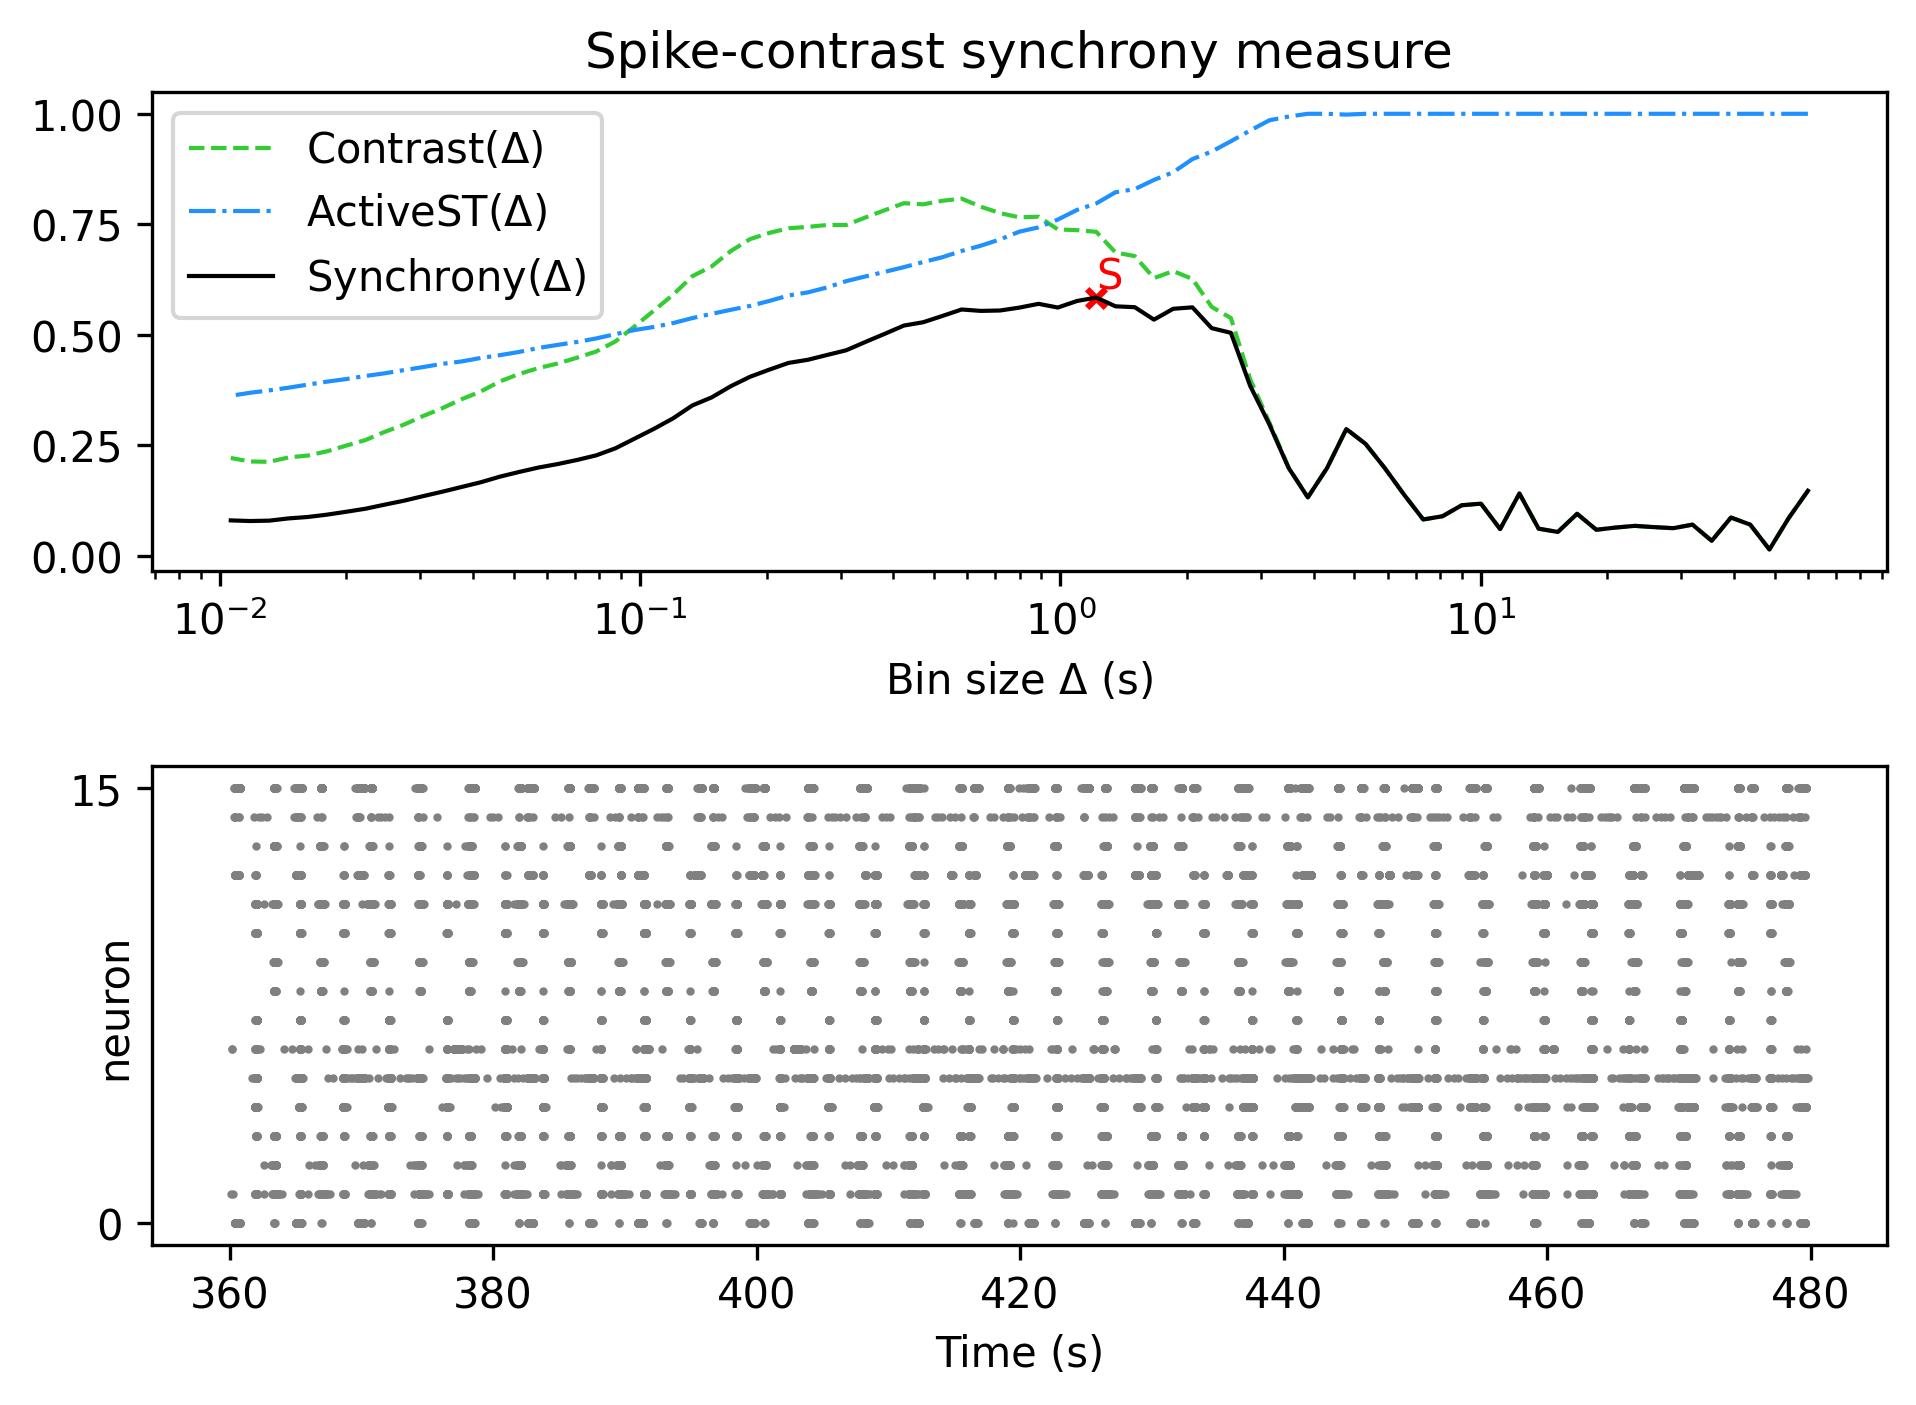 Spike-contrast synchrony measure
1.00
0.75
0.50
0.25
0.00
Contrast(Δ)
ActiveST(Δ)
Synchrony(Δ)
S
10⁻² 10⁻¹ 10⁰ 10¹
Bin size Δ (s)
15
0
neuron
360 380 400 420 440 460 480
Time (s)